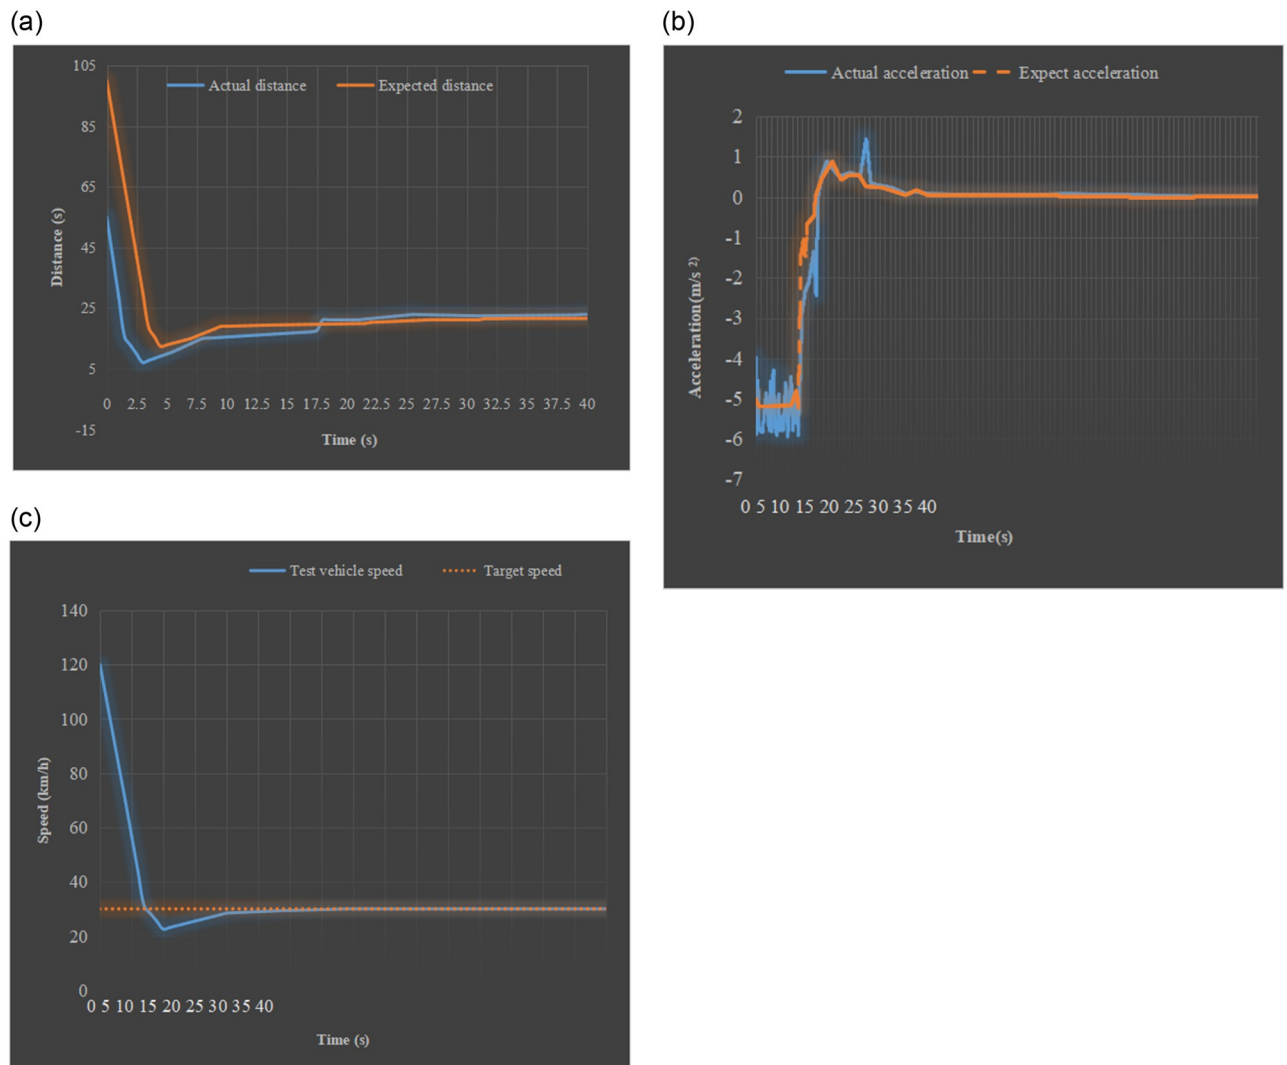 (a)
105
85
65
45
25
5
-15
Distance (s)
Actual distance
Expected distance
0 2.5 5 7.5 10 12.5 15 17.5 20 22.5 25 27.5 30 32.5 35 37.5 40
Time (s)
(b)
Actual acceleration
Expect acceleration
2
1
0
-1
-2
-3
-4
-5
-6
-7
Acceleration(m/s ²)
0 5 10 15 20 25 30 35 40
Time(s)
(c)
Test vehicle speed
Target speed
140
120
100
80
60
40
20
0
Speed (km/h)
0 5 10 15 20 25 30 35 40
Time (s)